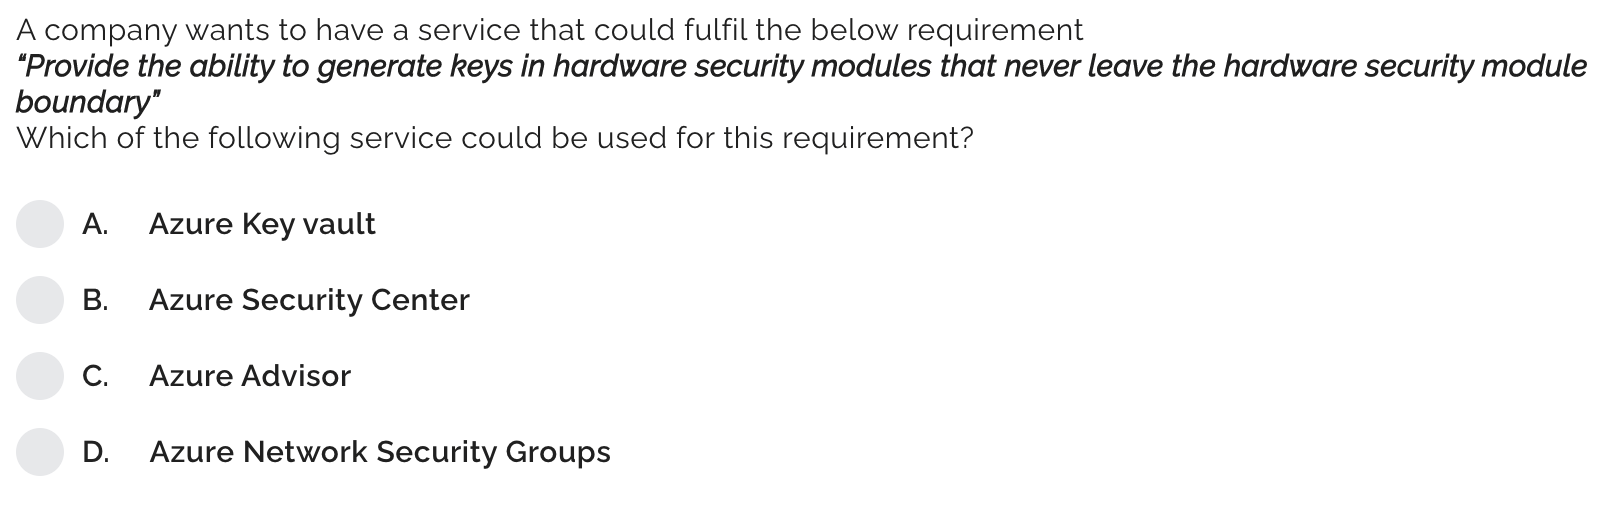 A company wants to have a service that could fulfil the below requirement
“Provide the ability to generate keys in hardware security modules that never leave the hardware security module
boundary”
Which of the following service could be used for this requirement?
A. Azure Key vault
B. Azure Security Center
C. Azure Advisor
D. Azure Network Security Groups